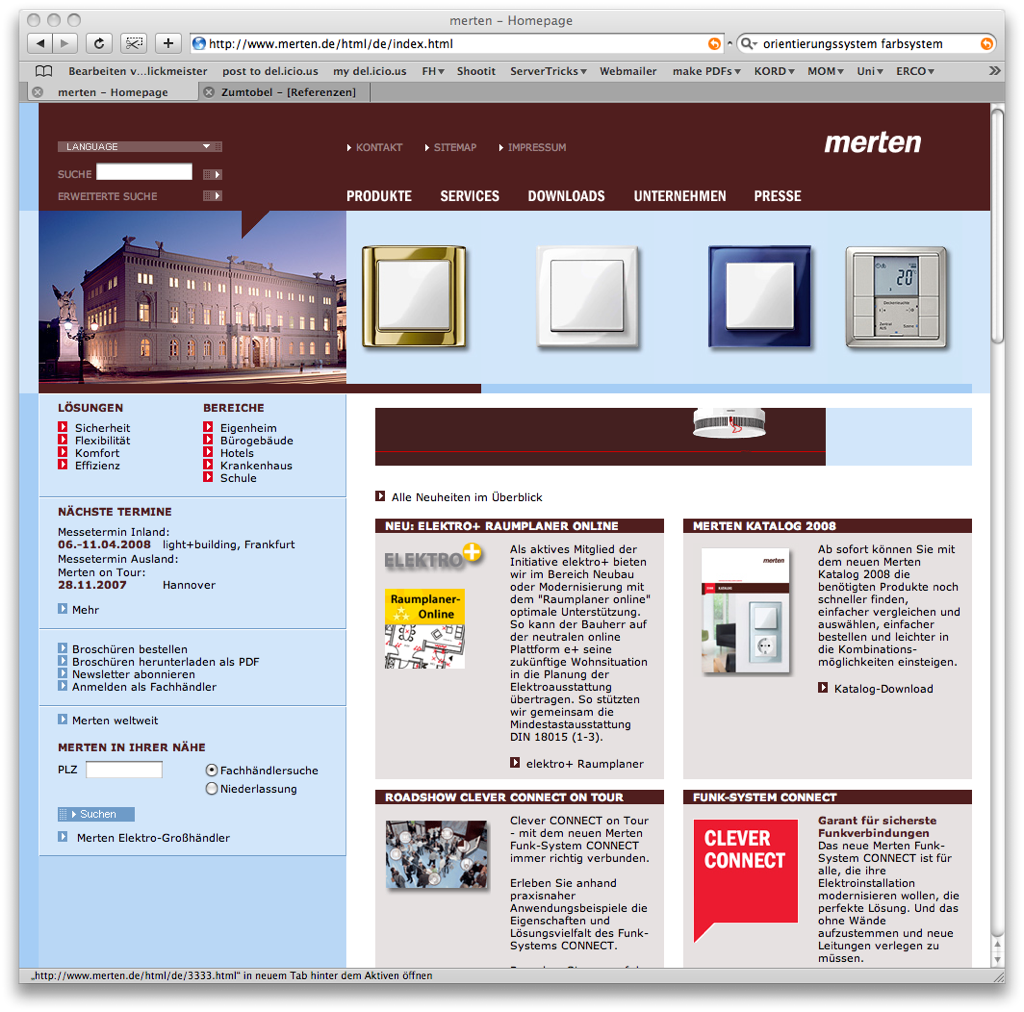 merten – Homepage
http://www.merten.de/html/de/index.html
orientierungssystem farbsystem
Bearbeiten v...lickmeister post to del.icio.us my del.icio.us FH▾ Shootit ServerTricks▾ Webmailer make PDFs▾ KORD▾ MOM▾ Uni▾ ERCO▾ »
merten – Homepage Zumtobel – [Referenzen]
LANGUAGE
SUCHE
ERWEITERTE SUCHE
KONTAKT SITEMAP IMPRESSUM
merten
PRODUKTE SERVICES DOWNLOADS UNTERNEHMEN PRESSE
20
LÖSUNGEN
Sicherheit
Flexibilität
Komfort
Effizienz
BEREICHE
Eigenheim
Bürogebäude
Hotels
Krankenhaus
Schule
NÄCHSTE TERMINE
Messetermin Inland:
06.-11.04.2008 light+building, Frankfurt
Messetermin Ausland:
Merten on Tour:
28.11.2007 Hannover
Mehr
Broschüren bestellen
Broschüren herunterladen als PDF
Newsletter abonnieren
Anmelden als Fachhändler
Merten weltweit
MERTEN IN IHRER NÄHE
PLZ
Fachhändlersuche
Niederlassung
Suchen
Merten Elektro-Großhändler
Alle Neuheiten im Überblick
NEU: ELEKTRO+ RAUMPLANER ONLINE
ELEKTRO+
Raumplaner-
Online
Als aktives Mitglied der
Initiative elektro+ bieten
wir im Bereich Neubau
oder Modernisierung mit
dem "Raumplaner online"
optimale Unterstützung.
So kann der Bauherr auf
der neutralen online
Plattform e+ seine
zukünftige Wohnsituation
in die Planung der
Elektroausstattung
übertragen. So stützten
wir gemeinsam die
Mindestastausstattung
DIN 18015 (1-3).
elektro+ Raumplaner
MERTEN KATALOG 2008
merten
Ab sofort können Sie mit
dem neuen Merten
Katalog 2008 die
benötigten Produkte noch
schneller finden,
einfacher vergleichen und
auswählen, einfacher
bestellen und leichter in
die Kombinations-
möglichkeiten einsteigen.
Katalog-Download
ROADSHOW CLEVER CONNECT ON TOUR
Clever CONNECT on Tour
- mit dem neuen Merten
Funk-System CONNECT
immer richtig verbunden.
Erleben Sie anhand
praxisnaher
Anwendungsbeispiele die
Eigenschaften und
Lösungsvielfalt des Funk-
Systems CONNECT.
FUNK-SYSTEM CONNECT
CLEVER
CONNECT
Garant für sicherste
Funkverbindungen
Das neue Merten Funk-
System CONNECT ist für
alle, die ihre
Elektroinstallation
modernisieren wollen, die
perfekte Lösung. Und das
ohne Wände
aufzustemmen und neue
Leitungen verlegen zu
müssen.
„http://www.merten.de/html/de/3333.html" in neuem Tab hinter dem Aktiven öffnen